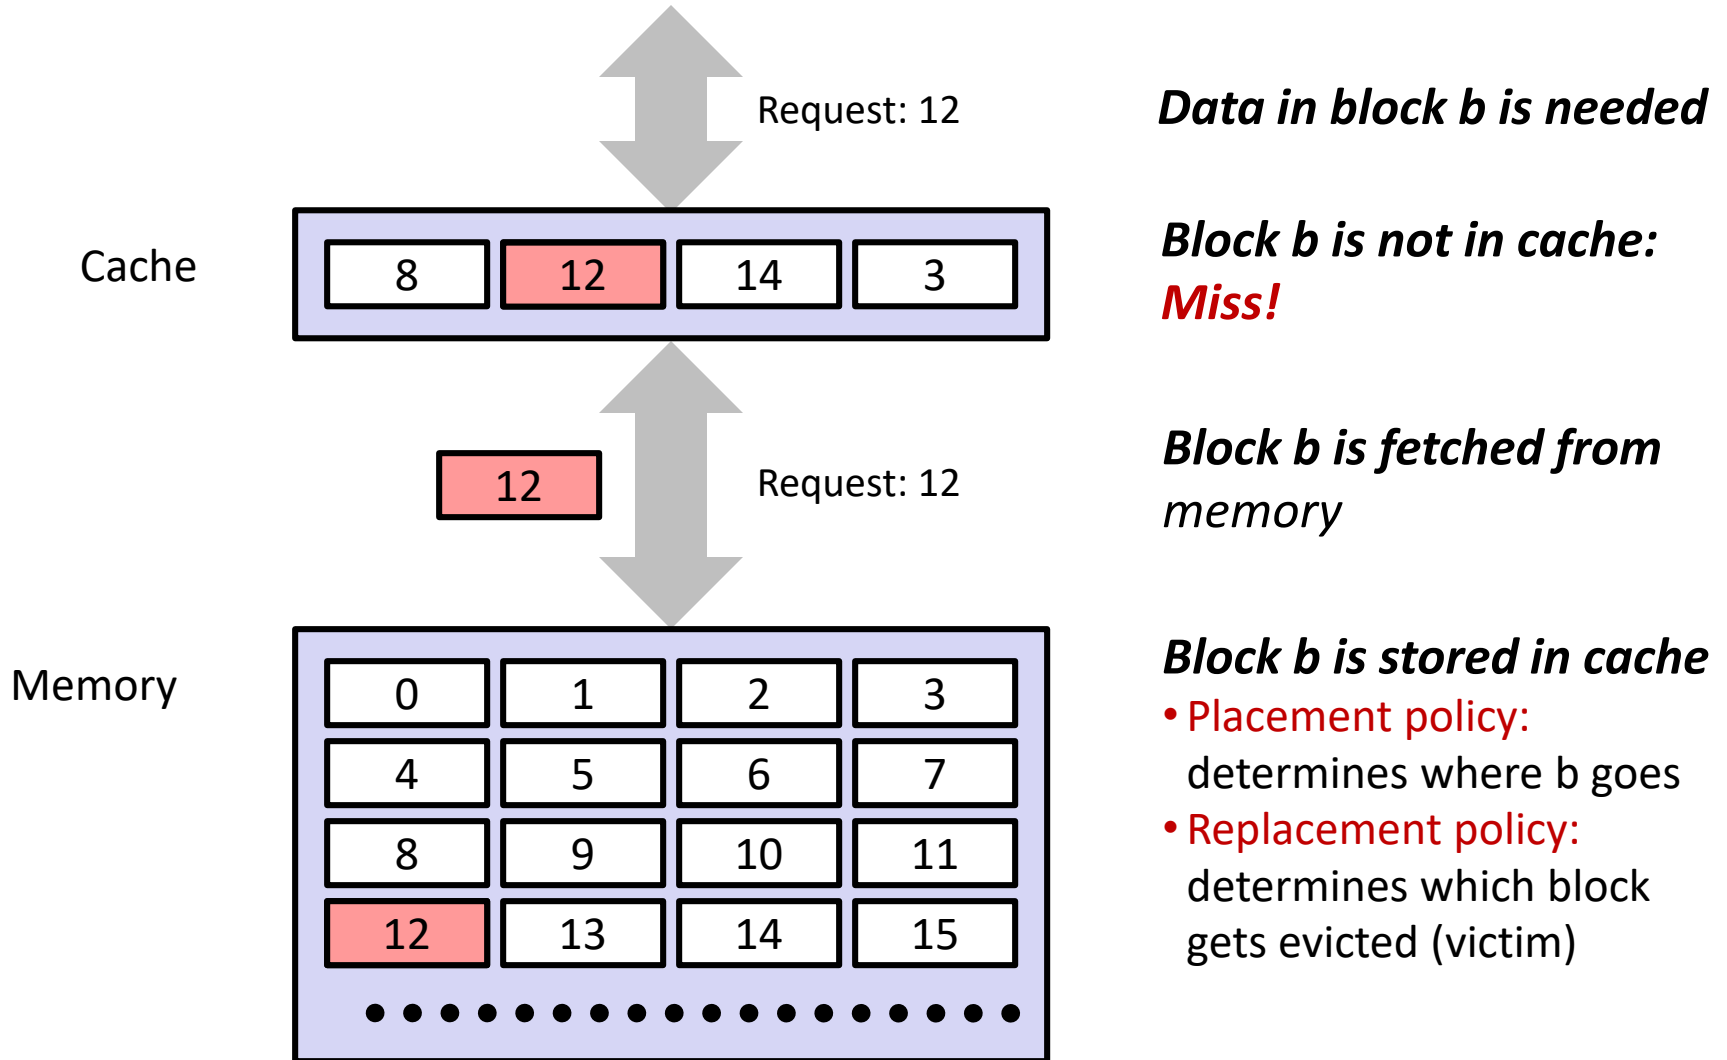 Request: 12
Data in block b is needed
Cache
8 12 14 3
Block b is not in cache:
Miss!
12
Request: 12
Block b is fetched from
memory
Memory
0 1 2 3
4 5 6 7
8 9 10 11
12 13 14 15
Block b is stored in cache
• Placement policy:
determines where b goes
• Replacement policy:
determines which block
gets evicted (victim)